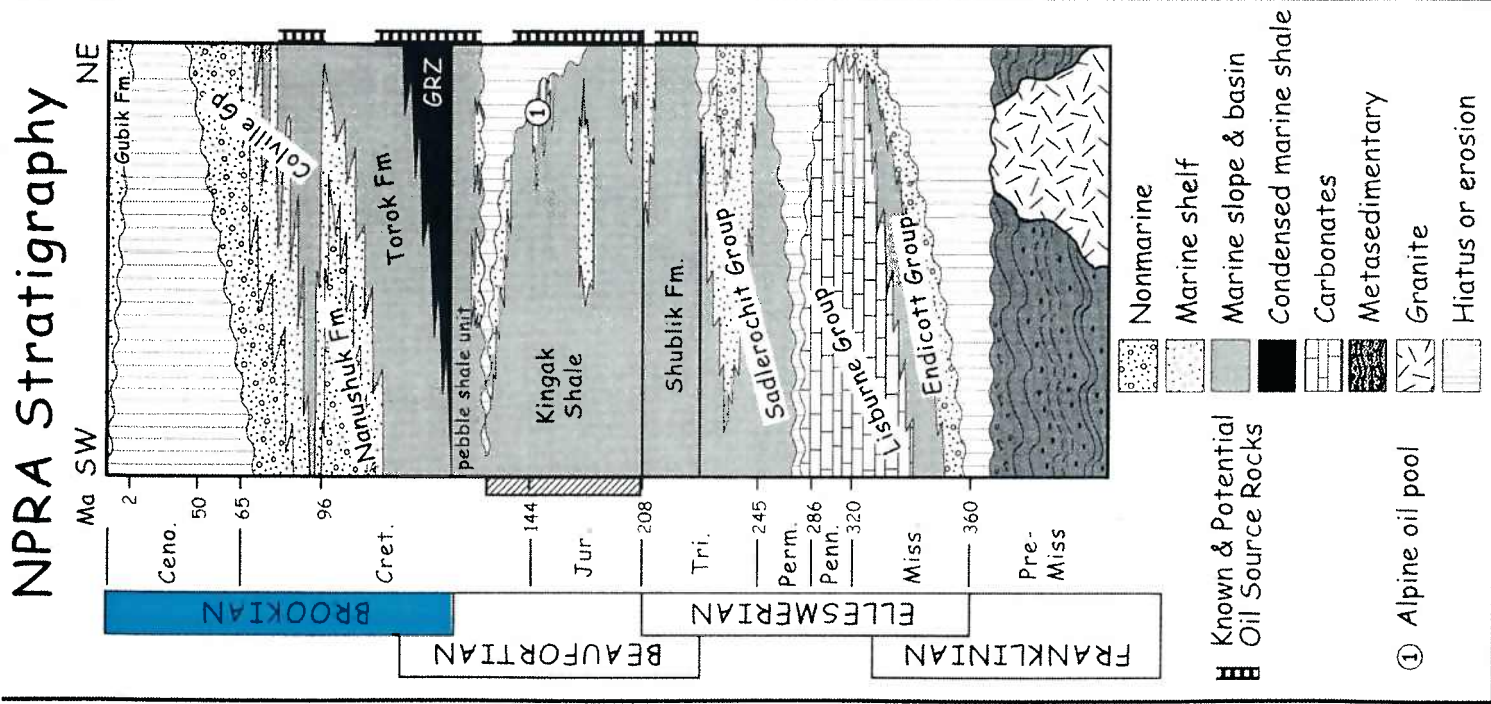 NPRA Stratigraphy
Ma SW
NE
2
50
65
96
144
208
245
286
320
360
Ceno.
Cret.
Jur.
Tri.
Perm.
Penn.
Miss
Pre-
Miss
BROOKIAN
BEAUFORTIAN
ELLESMERIAN
FRANKLINIAN
Gubik Fm
Colville Gp
Nanushuk Fm
Torok Fm
GRZ
pebble shale unit
1
Kingak
Shale
Shublik Fm.
Sadlerochit Group
Lisburne Group
Endicott Group
Known & Potential
Oil Source Rocks
1 Alpine oil pool
Nonmarine
Marine shelf
Marine slope & basin
Condensed marine shale
Carbonates
Metasedimentary
Granite
Hiatus or erosion